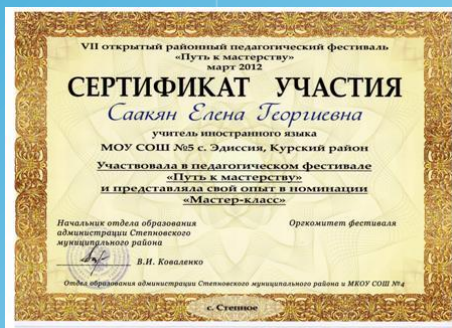 VII открытый районный педагогический фестиваль
«Путь к мастерству»
март 2012
СЕРТИФИКАТ УЧАСТИЯ
Саакян Елена Георгиевна
учитель иностранного языка
МОУ СОШ №5 с. Эдиссия, Курский район
Участвовала в педагогическом фестивале
«Путь к мастерству»
и представляла свой опыт в номинации
«Мастер-класс»
Начальник отдела образования
администрации Степновского
муниципального района
В.И. Коваленко
Оргкомитет фестиваля
Отдел образования администрации Степновского муниципального района и МКОУ СОШ №4
с. Степное